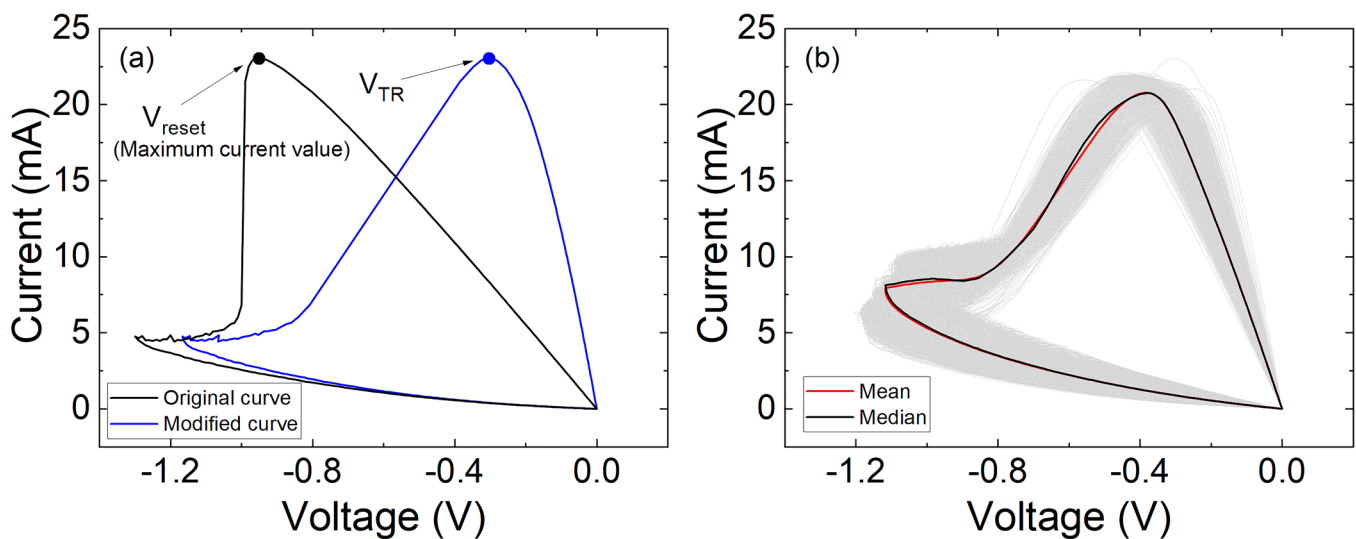 (a)
25
20
15
10
5
0
Current (mA)
V_reset
(Maximum current value)
V_TR
Original curve
Modified curve
-1.2
-0.8
-0.4
0.0
Voltage (V)
(b)
25
20
15
10
5
0
Current (mA)
Mean
Median
-1.2
-0.8
-0.4
0.0
Voltage (V)